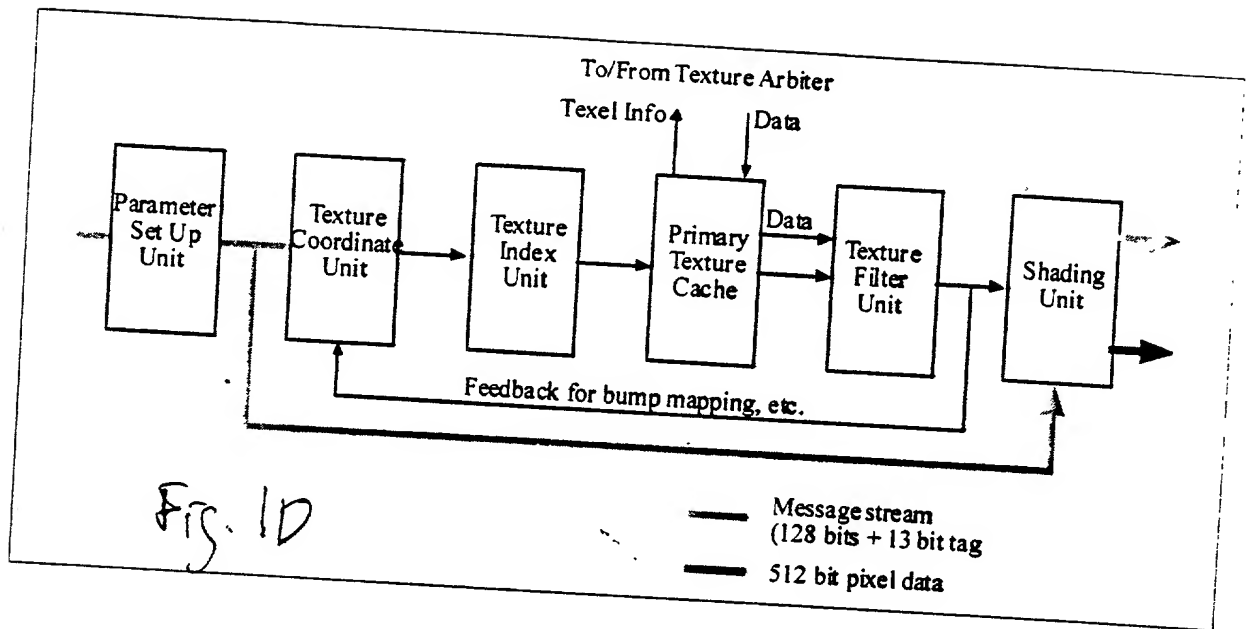 To/From Texture Arbiter
Texel Info
Data
Parameter
Set Up
Unit
Texture
Coordinate
Unit
Texture
Index
Unit
Primary
Texture
Cache
Data
Texture
Filter
Unit
Shading
Unit
Feedback for bump mapping, etc.
Fig. 1D
Message stream
(128 bits + 13 bit tag
512 bit pixel data